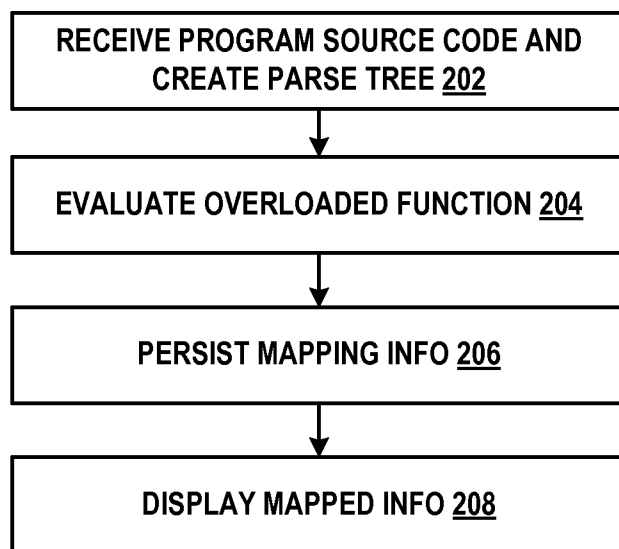 RECEIVE PROGRAM SOURCE CODE AND
CREATE PARSE TREE 202
EVALUATE OVERLOADED FUNCTION 204
PERSIST MAPPING INFO 206
DISPLAY MAPPED INFO 208